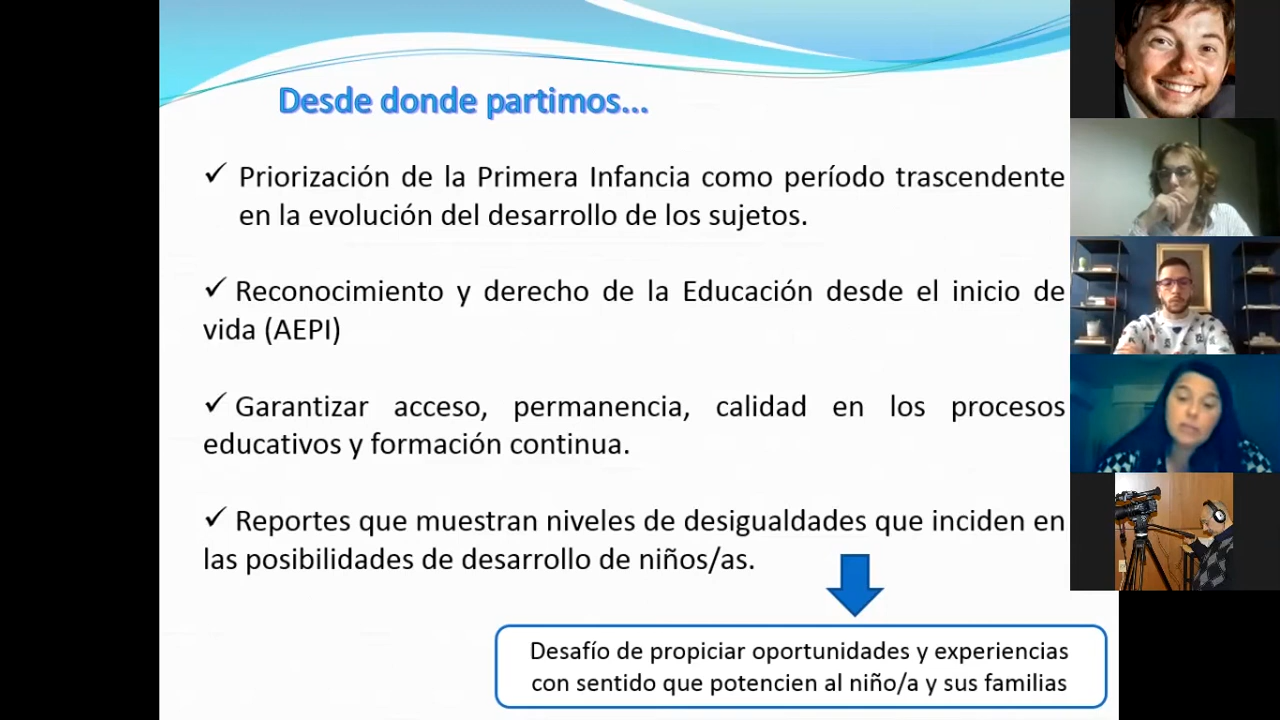 Desde donde partimos...
✓ Priorización de la Primera Infancia como período trascendente
en la evolución del desarrollo de los sujetos.
✓ Reconocimiento y derecho de la Educación desde el inicio de
vida (AEPI)
✓ Garantizar acceso, permanencia, calidad en los procesos
educativos y formación continua.
✓ Reportes que muestran niveles de desigualdades que inciden en
las posibilidades de desarrollo de niños/as.
Desafío de propiciar oportunidades y experiencias
con sentido que potencien al niño/a y sus familias